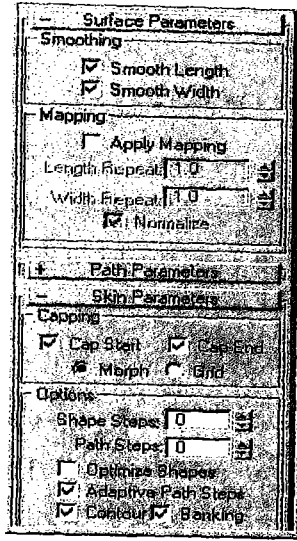 - Surface Parameters
Smoothing
Smooth Length
Smooth Width
Mapping
Apply Mapping
Length Repeat: 1.0
Width Repeat: 1.0
Normalize
+ Path Parameters
- Skin Parameters
Capping
Cap Start Cap End
Morph Grid
Options
Shape Steps: 0
Path Steps: 0
Optimize Shapes
Adaptive Path Steps
Contour Banking